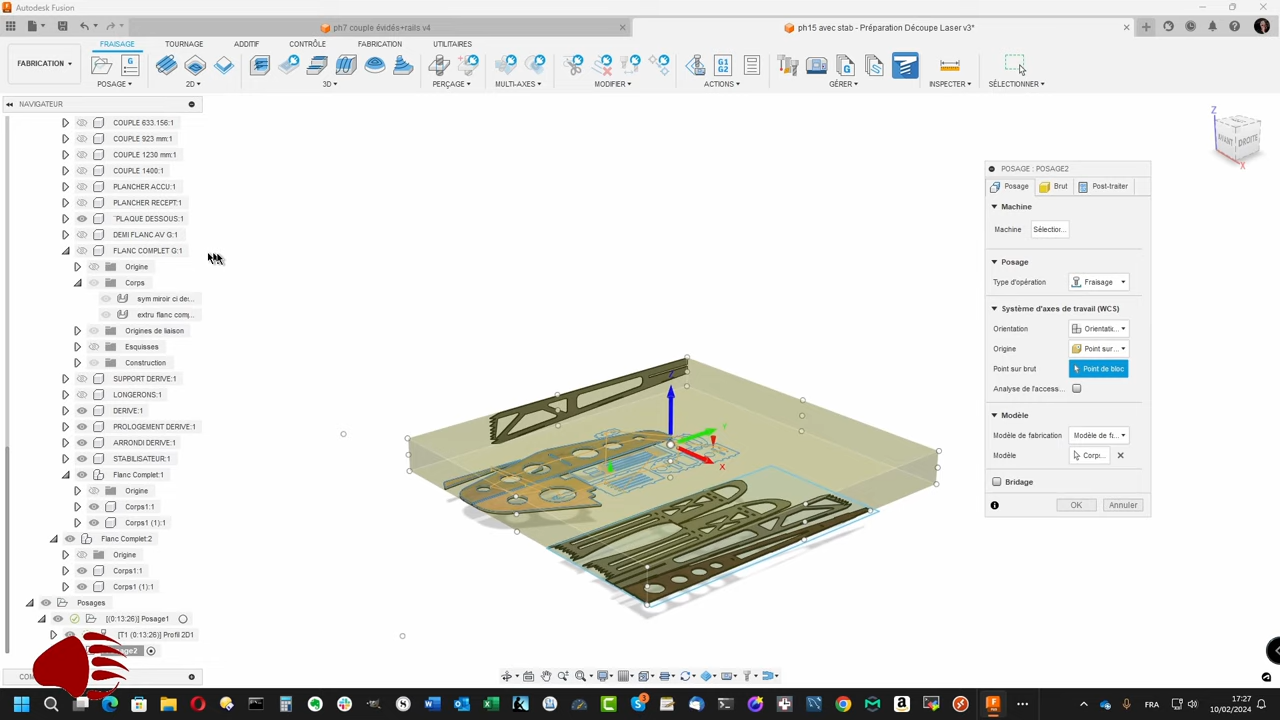 Autodesk Fusion
ph7 couple évidés+rails v4
ph15 avec stab - Préparation Découpe Laser v3*
FABRICATION
FRAISAGE TOURNAGE ADDITIF CONTRÔLE FABRICATION UTILITAIRES
G1
G2
POSAGE 2D 3D PERÇAGE MULTI-AXES MODIFIER ACTIONS GÉRER INSPECTER SÉLECTIONNER
NAVIGATEUR
COUPLE 633.156:1
COUPLE 923 mm:1
COUPLE 1230 mm:1
COUPLE 1400:1
PLANCHER ACCU:1
PLANCHER RECEPT:1
PLAQUE DESSOUS:1
DEMI FLANC AV G:1
FLANC COMPLET G:1
Origine
Corps
sym miroir ci de...
extru flanc comp...
Origines de liaison
Esquisses
Construction
SUPPORT DERIVE:1
LONGERONS:1
DERIVE:1
PROLOGEMENT DERIVE:1
ARRONDI DERIVE:1
STABILISATEUR:1
Flanc Complet:1
Origine
Corps1:1
Corps1 (1):1
Flanc Complet:2
Origine
Corps1:1
Corps1 (1):1
Posages
[(0:13:26)] Posage1
[T1 (0:13:26)] Profil 2D1
Z
AVANT DROITE
X
Y
X
POSAGE : POSAGE2
Posage Brut Post-traiter
Machine
Machine Sélection...
Posage
Type d'opération Fraisage
Système d'axes de travail (WCS)
Orientation Orientati...
Origine Point sur...
Point sur brut Point de bloc
Analyse de l'access...
Modèle
Modèle de fabrication Modèle de fr...
Modèle Corps...
Bridage
OK Annuler
FRA
17:27
10/02/2024